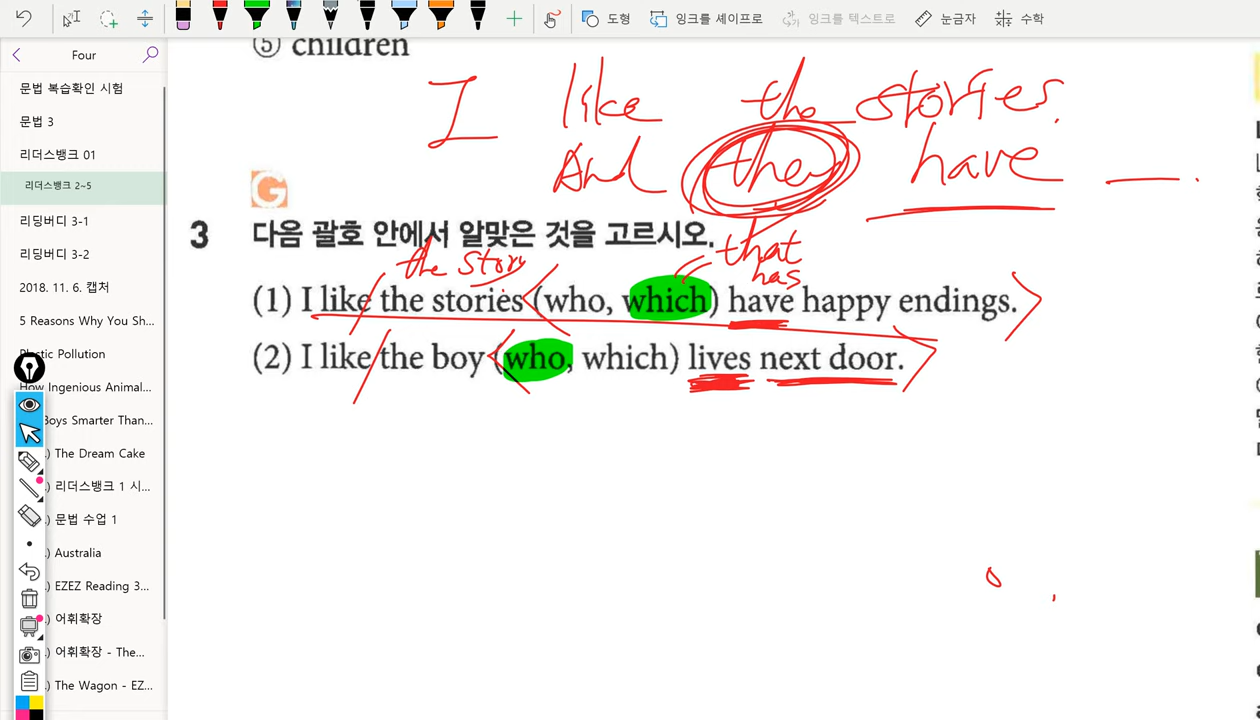 도형
잉크를 셰이프로
잉크를 텍스트로
눈금자
수학
Four
문법 복습확인 시험
문법 3
리더스뱅크 01
리더스뱅크 2~5
리딩버디 3-1
리딩버디 3-2
2018. 11. 6. 캡처
5 Reasons Why You Sh...
Plastic Pollution
How Ingenious Animal...
Boys Smarter Than...
.) The Dream Cake
.) 리더스뱅크 1 시...
.) 문법 수업 1
.) Australia
.) EZEZ Reading 3...
.) 어휘확장
.) 어휘확장 - The...
.) The Wagon - EZ...
⑤ children
I like the stories.
And they have
G
3 다음 괄호 안에서 알맞은 것을 고르시오.
that
the story
has
(1) I like the stories (who, which) have happy endings.
(2) I like the boy (who, which) lives next door.